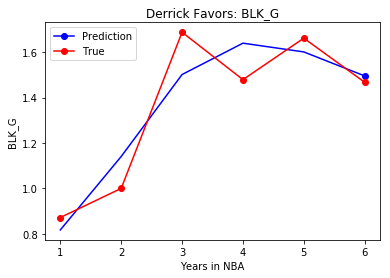 Derrick Favors: BLK_G
Prediction
True
BLK_G
1.6
1.4
1.2
1.0
0.8
1 2 3 4 5 6
Years in NBA